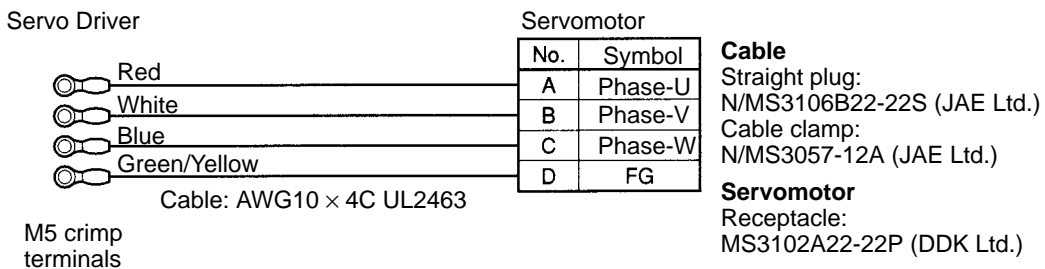 Servo Driver
Servomotor
No. Symbol
Red
A Phase-U
White
B Phase-V
Blue
C Phase-W
Green/Yellow
D FG
Cable: AWG10 × 4C UL2463
M5 crimp
terminals
Cable
Straight plug:
N/MS3106B22-22S (JAE Ltd.)
Cable clamp:
N/MS3057-12A (JAE Ltd.)
Servomotor
Receptacle:
MS3102A22-22P (DDK Ltd.)